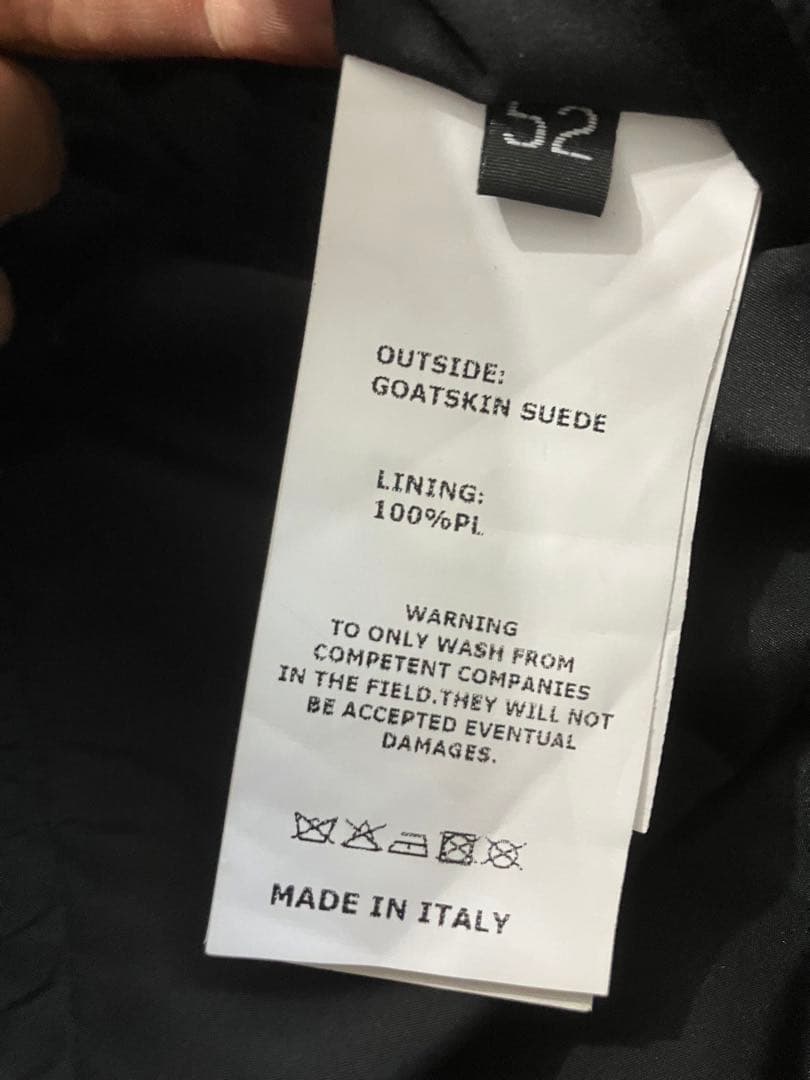 52
OUTSIDE:
GOATSKIN SUEDE
LINING:
100%PL
WARNING
TO ONLY WASH FROM
COMPETENT COMPANIES
IN THE FIELD.THEY WILL NOT
BE ACCEPTED EVENTUAL
DAMAGES.
MADE IN ITALY